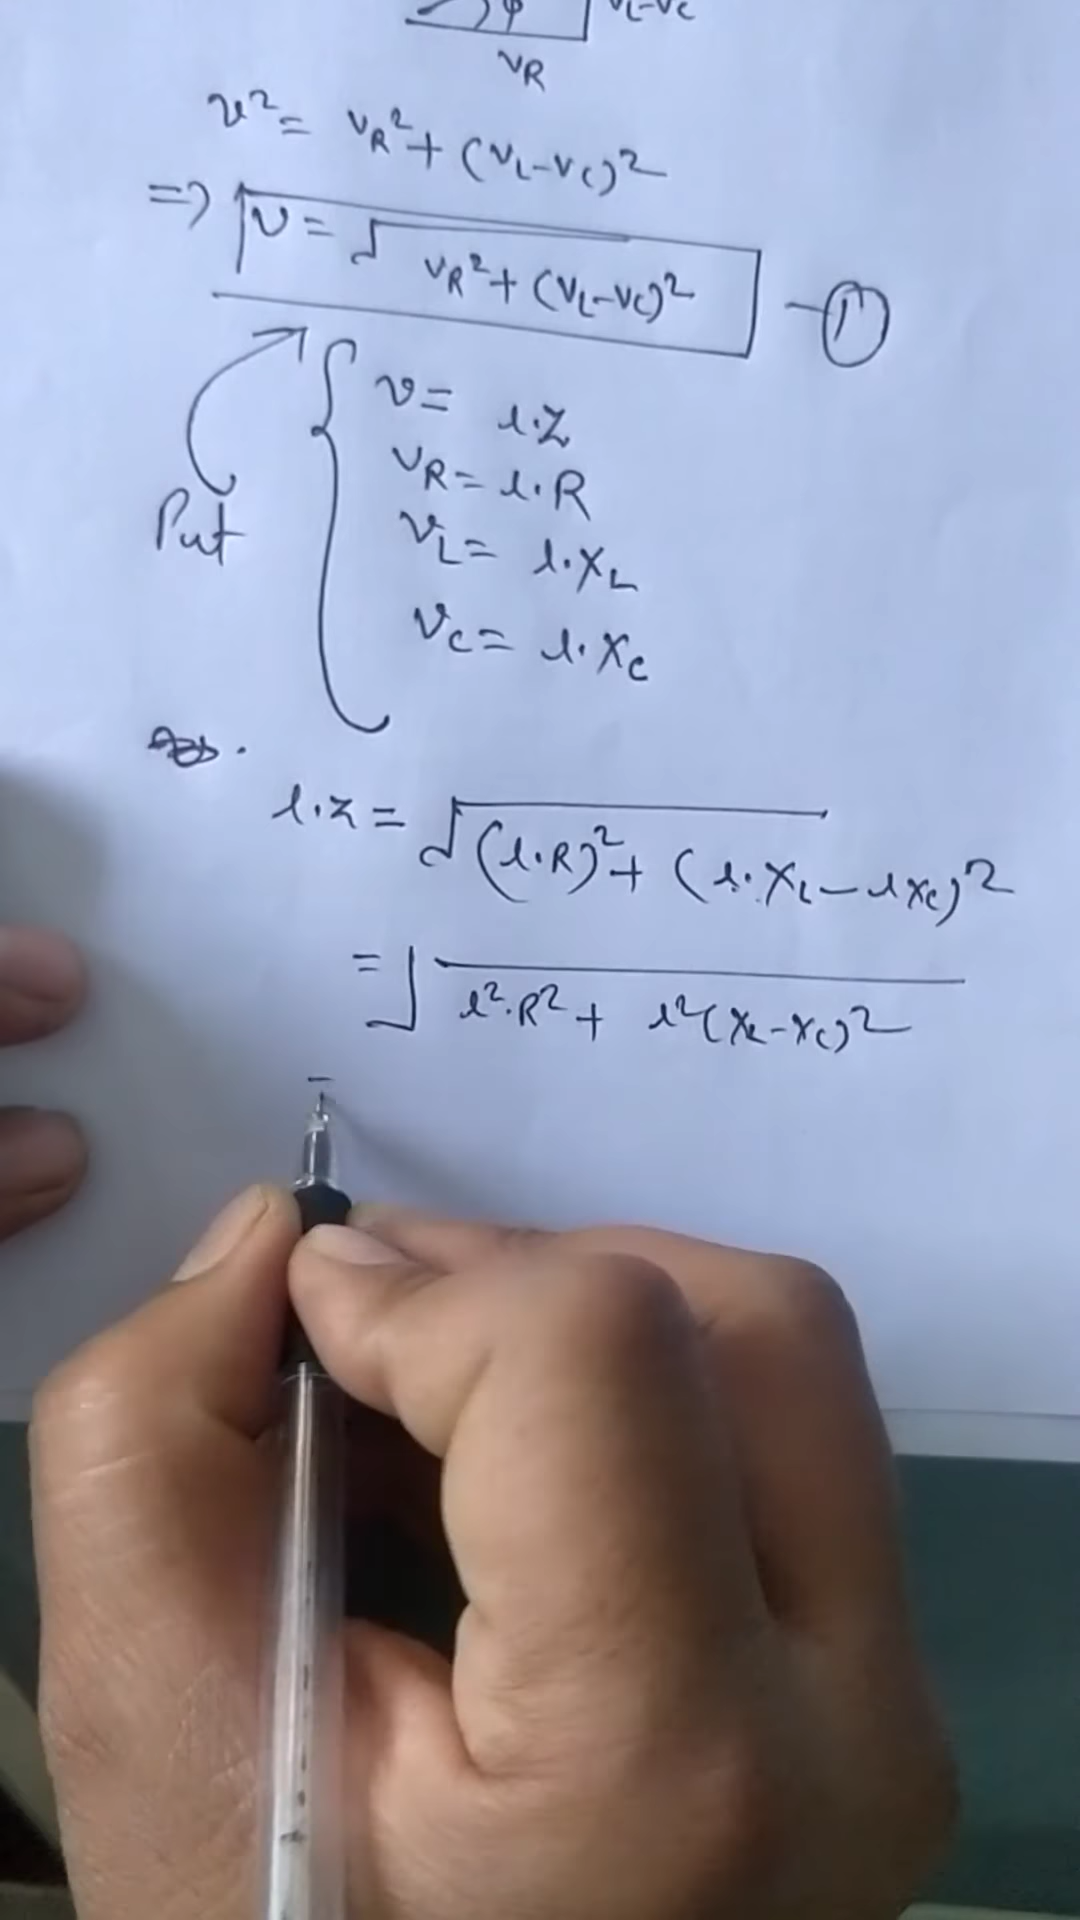 φ VL-VC
VR
v² = VR² + (VL-VC)²
=> V = √VR² + (VL-VC)² - 1
v = i.Z
VR = i.R
VL = i.XL
Put
VC = i.XC
i.z = √(i.R)² + (i.XL - iXC)²
= √i².R² + i²(XL-XC)²